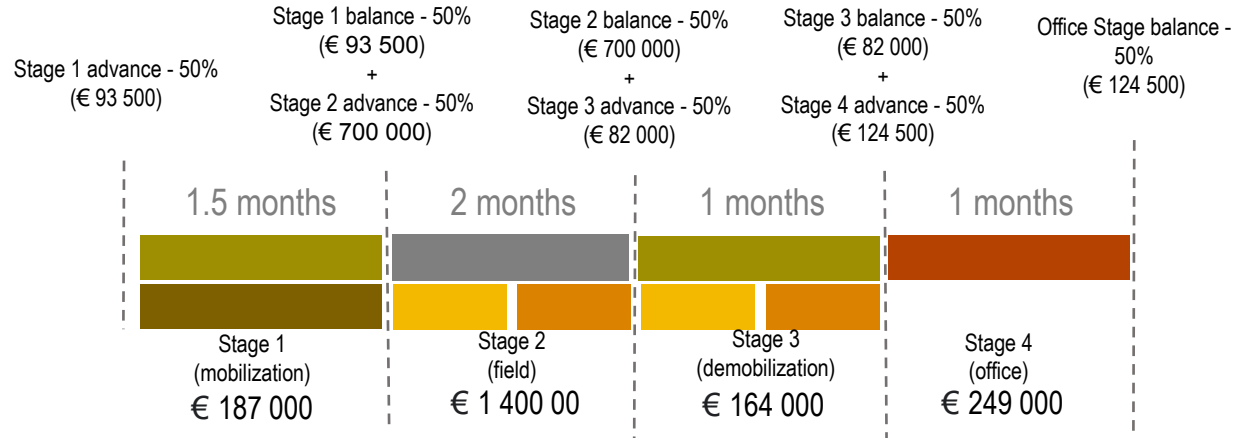 Stage 1 advance - 50%
(€ 93 500)
Stage 1 balance - 50%
(€ 93 500)
+
Stage 2 advance - 50%
(€ 700 000)
Stage 2 balance - 50%
(€ 700 000)
+
Stage 3 advance - 50%
(€ 82 000)
Stage 3 balance - 50%
(€ 82 000)
+
Stage 4 advance - 50%
(€ 124 500)
Office Stage balance -
50%
(€ 124 500)
1.5 months
2 months
1 month
1 month
Stage 1
(mobilization)
€ 187 000
Stage 2
(field)
€ 1 400 00
Stage 3
(demobilization)
€ 164 000
Stage 4
(office)
€ 249 000